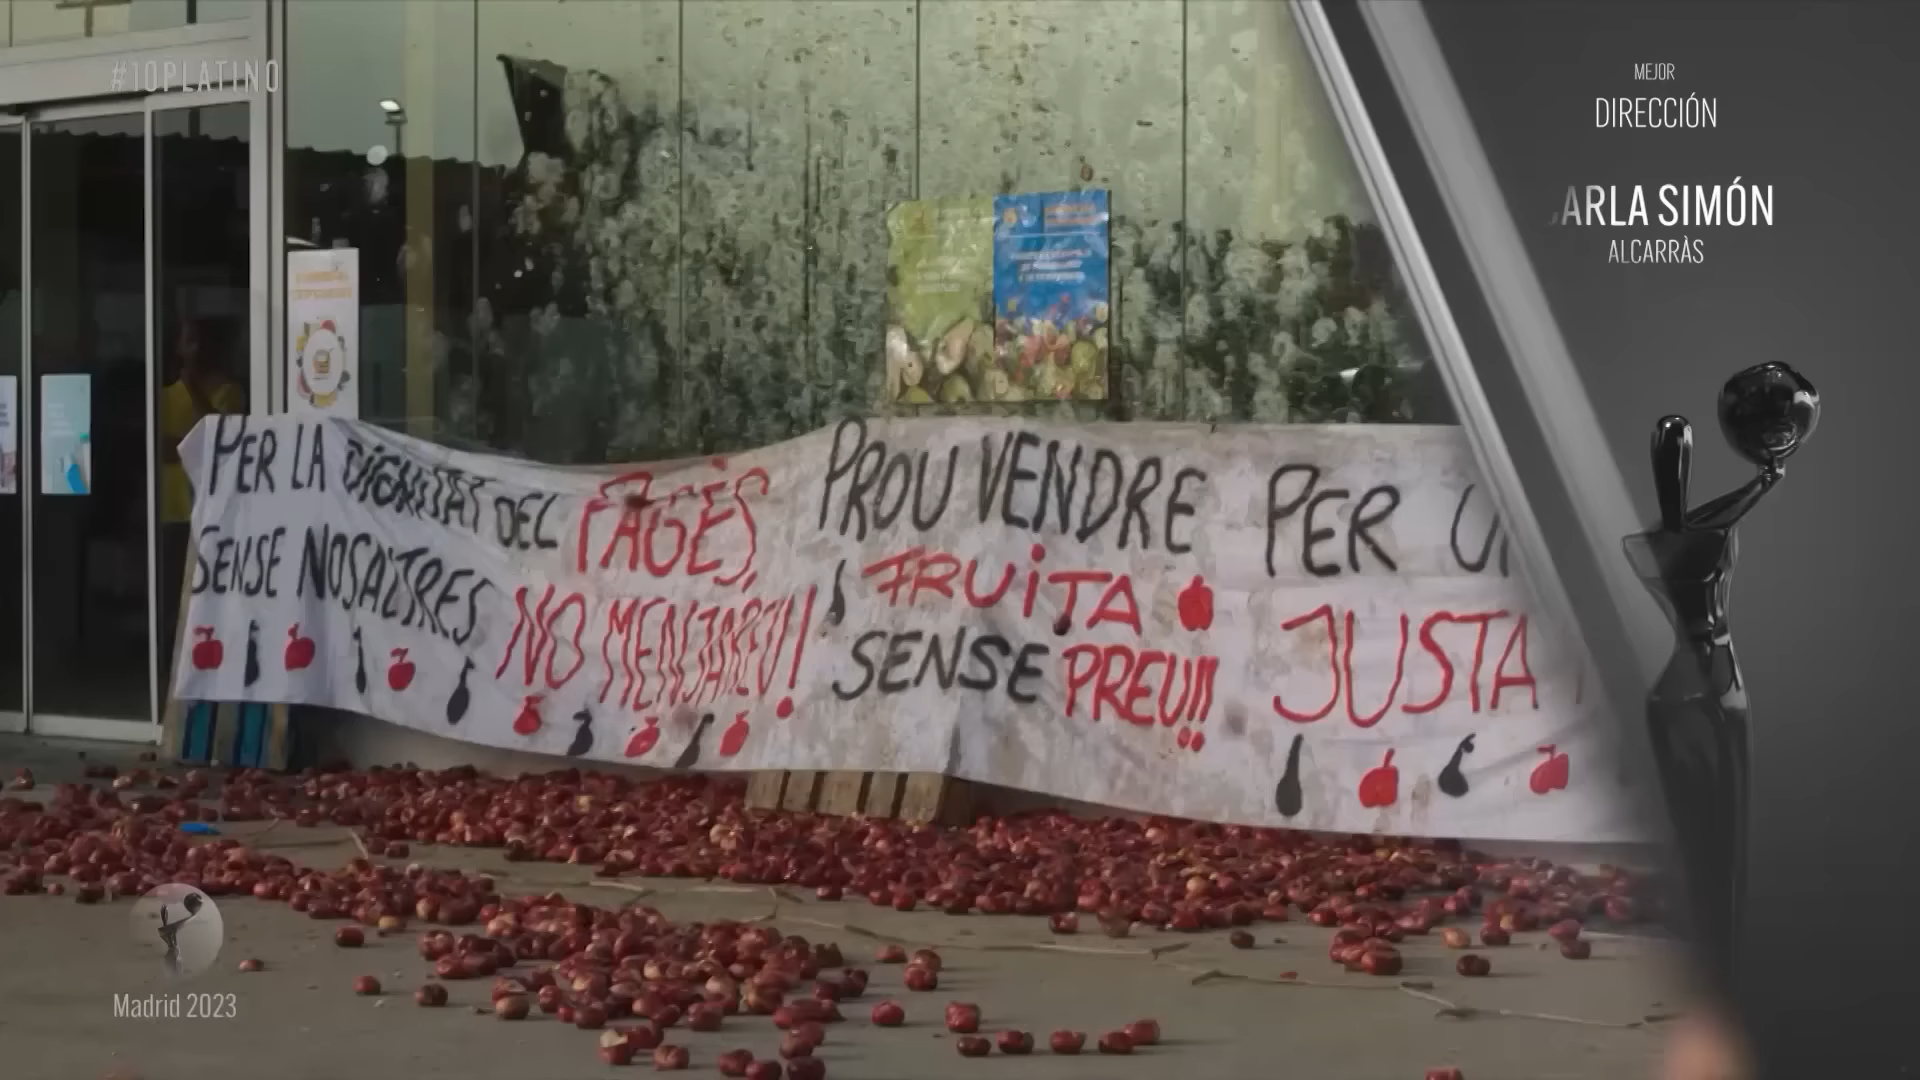 #10PLATINO
MEJOR
DIRECCIÓN
ARLA SIMÓN
ALCARRÀS
PER LA DIGNITAT DEL PAGÈS,
SENSE NOSALTRES NO MENJAREU!
PROU VENDRE
FRUITA
SENSE PREU!!
PER U
JUSTA
Madrid 2023